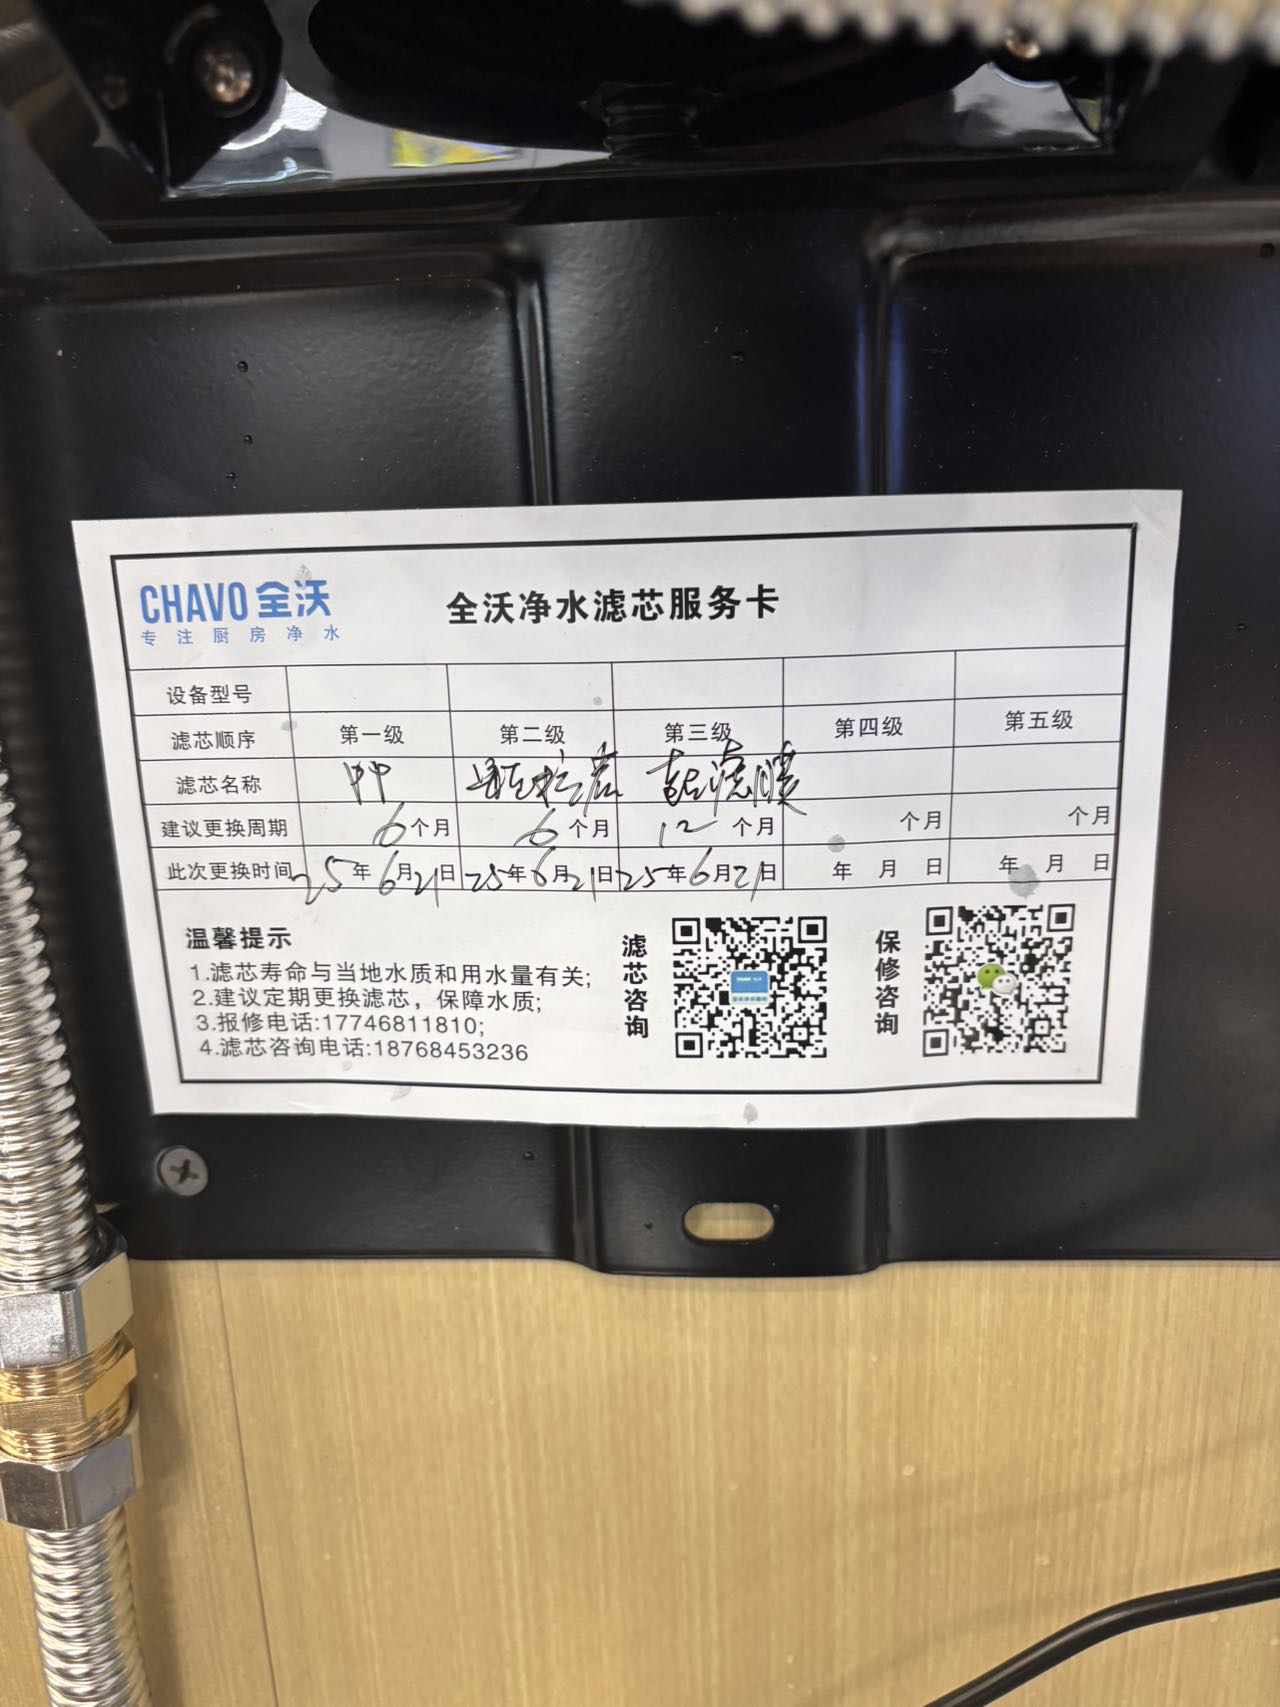 CHAVO 全沃
专注厨房净水
全沃净水滤芯服务卡
设备型号
滤芯顺序 第一级 第二级 第三级 第四级 第五级
滤芯名称 PP 超滤膜
建议更换周期 6个月 6个月 12个月 个月 个月
此次更换时间 25年6月21日 25年6月21日 25年6月21日 年 月 日 年 月 日
温馨提示
1.滤芯寿命与当地水质和用水量有关;
2.建议定期更换滤芯，保障水质;
3.报修电话:17746811810;
4.滤芯咨询电话:18768453236
滤芯咨询
保修咨询